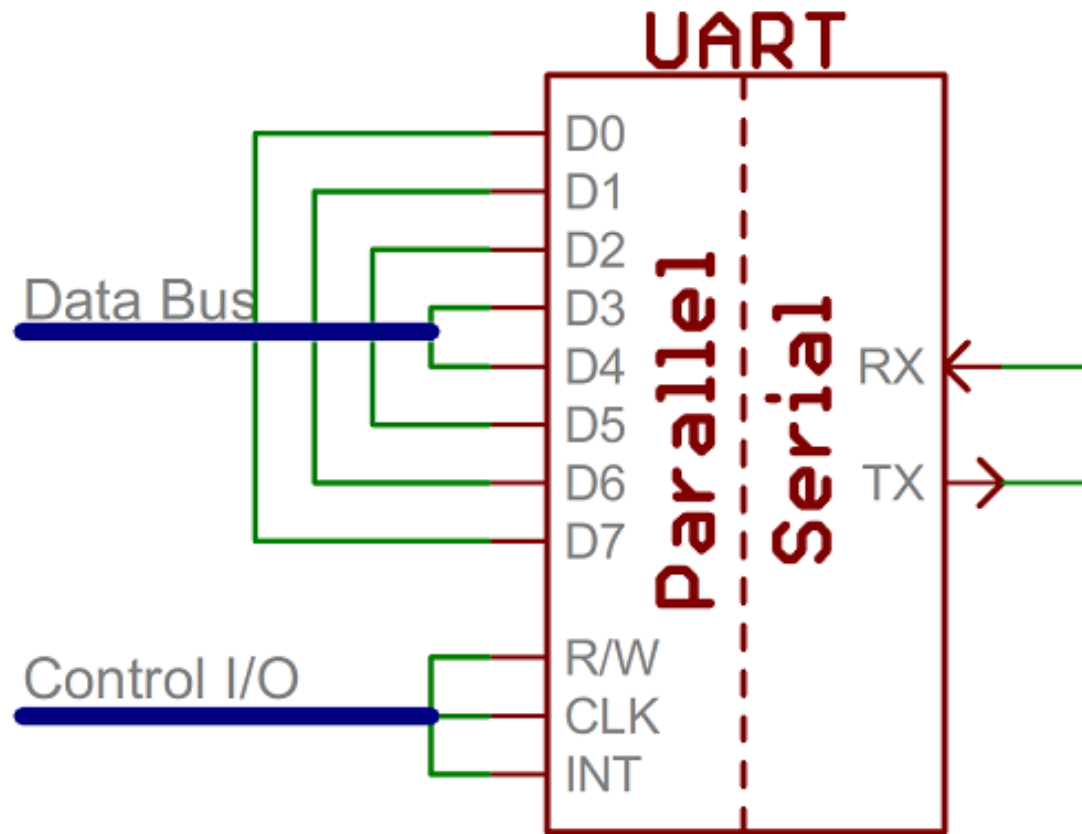 UART
D0
D1
D2
Data Bus
D3
D4
D5
D6
D7
Parallel
Serial
RX
TX
Control I/O
R/W
CLK
INT